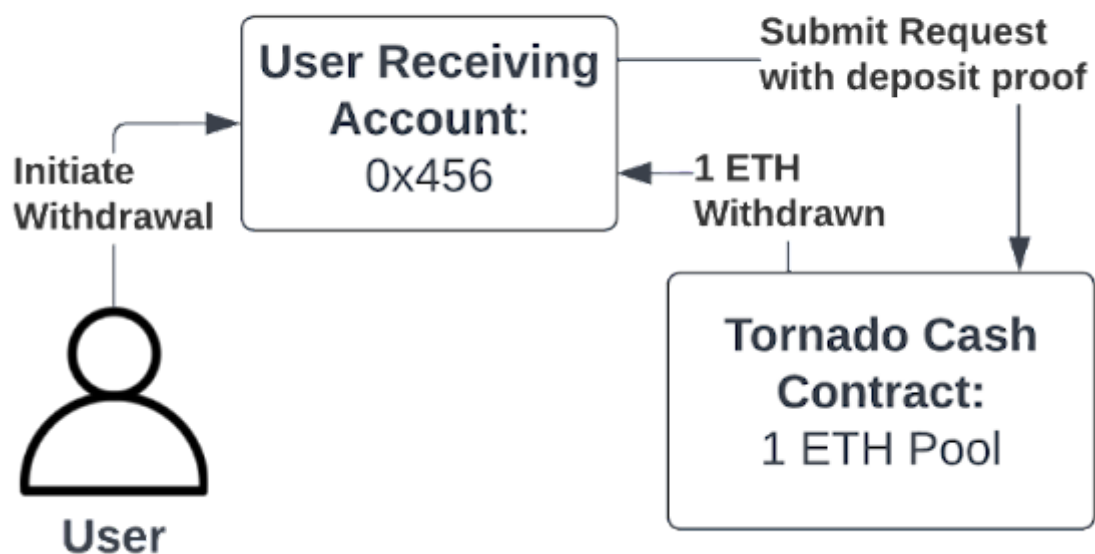 User Receiving
Account:
0x456
Submit Request
with deposit proof
Initiate
Withdrawal
1 ETH
Withdrawn
Tornado Cash
Contract:
1 ETH Pool
User